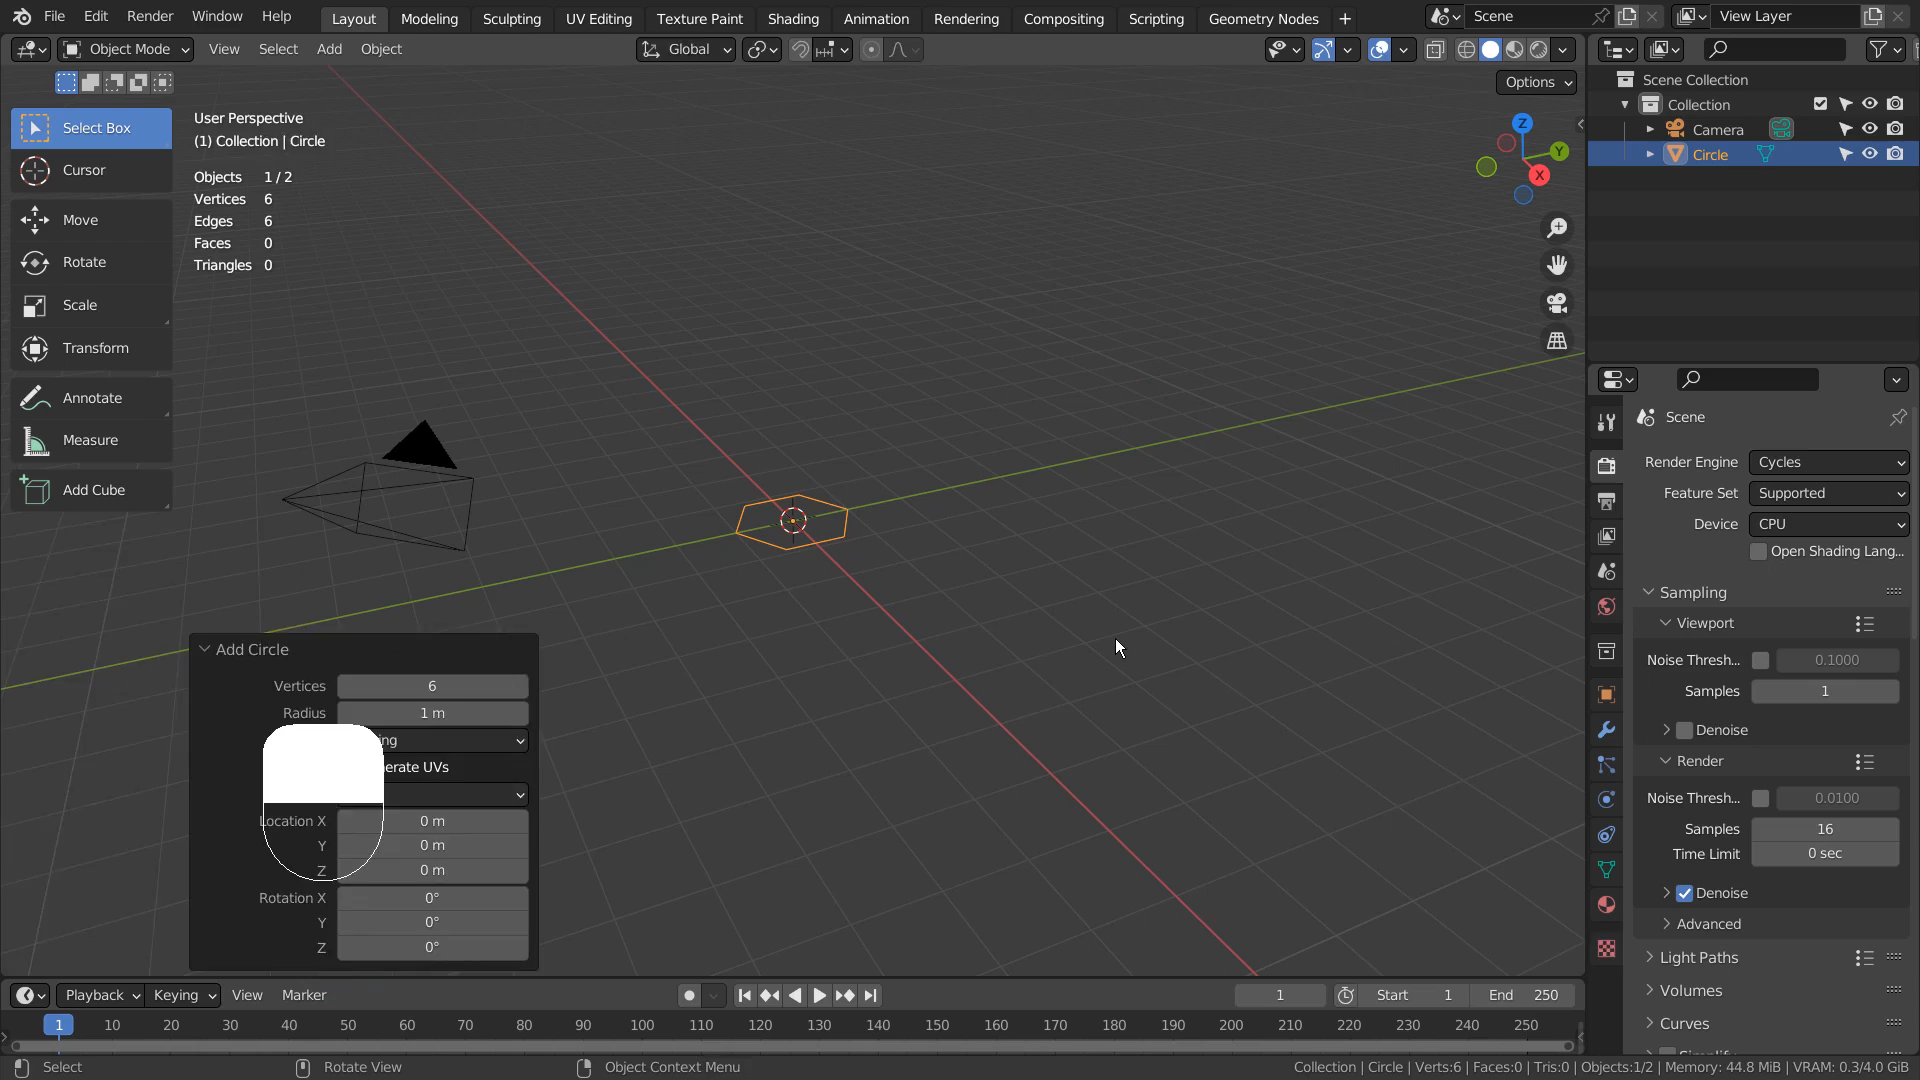 File Edit Render Window Help Layout Modeling Sculpting UV Editing Texture Paint Shading Animation Rendering Compositing Scripting Geometry Nodes + Scene View Layer
Object Mode View Select Add Object Global
Options
Select Box
Cursor
Move
Rotate
Scale
Transform
Annotate
Measure
Add Cube
User Perspective
(1) Collection | Circle
Objects 1 / 2
Vertices 6
Edges 6
Faces 0
Triangles 0
Z
Y
X
Add Circle
Vertices 6
Radius 1 m
ing
erate UVs
Location X 0 m
Y 0 m
Z 0 m
Rotation X 0°
Y 0°
Z 0°
Scene Collection
Collection
Camera
Circle
Scene
Render Engine Cycles
Feature Set Supported
Device CPU
Open Shading Lang...
Sampling
Viewport
Noise Thresh... 0.1000
Samples 1
Denoise
Render
Noise Thresh... 0.0100
Samples 16
Time Limit 0 sec
Denoise
Advanced
Light Paths
Volumes
Curves
Playback Keying View Marker 1 Start 1 End 250
1 10 20 30 40 50 60 70 80 90 100 110 120 130 140 150 160 170 180 190 200 210 220 230 240 250
Select Rotate View Object Context Menu Collection | Circle | Verts:6 | Faces:0 | Tris:0 | Objects:1/2 | Memory: 44.8 MiB | VRAM: 0.3/4.0 GiB